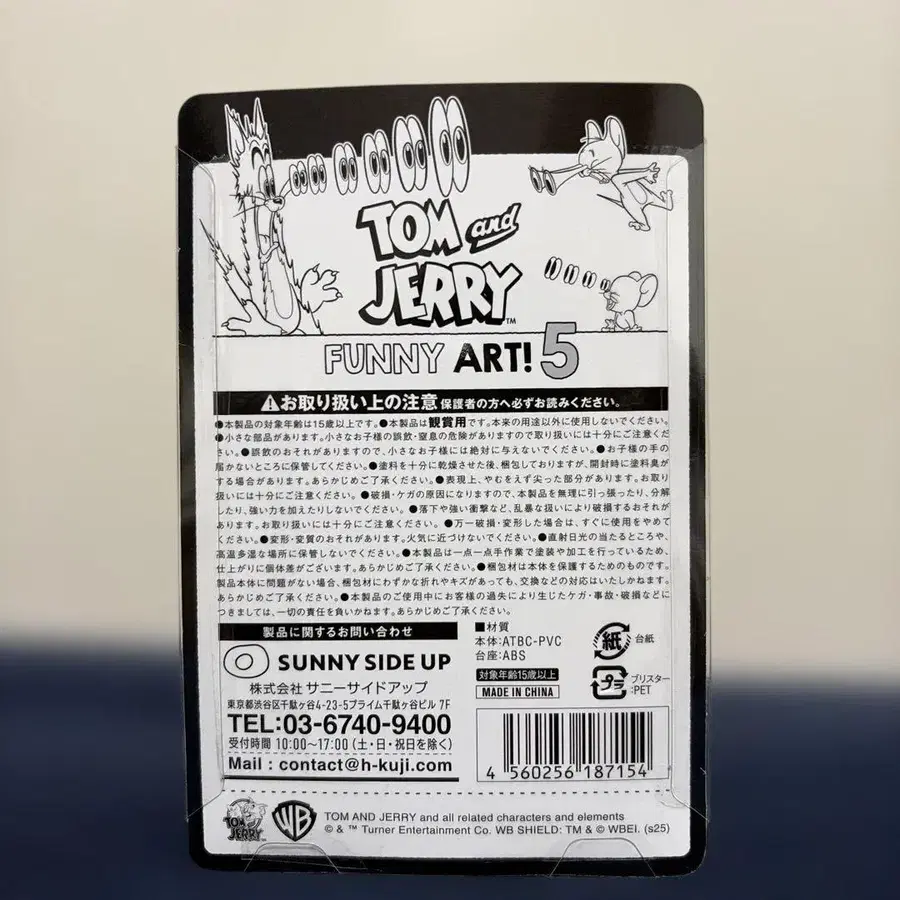 TOM and
JERRY™
FUNNY ART! 5
⚠お取り扱い上の注意 保護者の方へ必ずお読みください。
●本製品の対象年齢は15歳以上です。●本製品は観賞用です。本来の用途以外に使用しないでください。
●小さな部品があります。小さなお子様の誤飲・窒息の危険がありますので取り扱いには十分にご注意くだ
さい。●誤飲のおそれがありますので、小さなお子様には絶対に与えないでください。●お子様の手の
届かないところに保管してください。●塗料を十分に乾燥させた後、梱包しておりますが、開封時に塗料臭が
する場合があります。あらかじめご了承ください。●表現上、やむをえず尖った部分があります。お取り
扱いには十分にご注意ください。●破損・ケガの原因になりますので、本製品を無理に引っ張ったり、分解
したり、強い力を加えたりしないでください。●落下や強い衝撃など、乱暴な扱いにより破損するおそれが
あります。お取り扱いには十分にご注意ください。●万一破損・変形した場合は、すぐに使用をやめて
ください。●変形・変質のおそれがあります。火気に近づけないでください。●直射日光の当たるところや、
高温多湿な場所に保管しないでください。●本製品は一点一点手作業で塗装や加工を行っているため、
仕上がりに個体差がございます。あらかじめご了承ください。●梱包材は本体を保護するためのものです。
製品本体に問題がない場合、梱包材にわずかな折れやキズがあっても、交換などの対応はいたしかねます。
あらかじめご了承ください。●本製品のご使用中にお客様の過失により生じたケガ・事故・破損などに
つきましては、一切の責任を負いかねます。あらかじめご了承ください。
製品に関するお問い合わせ
SUNNY SIDE UP
株式会社 サニーサイドアップ
東京都渋谷区千駄ヶ谷4-23-5プライム千駄ヶ谷ビル 7F
TEL:03-6740-9400
受付時間 10:00〜17:00(土・日・祝日を除く)
Mail : contact@h-kuji.com
■材質
本体:ATBC-PVC
台座:ABS
対象年齢15歳以上
MADE IN CHINA
紙
台紙
プラ
ブリスター
:PET
4 560256 187154
TOM and
JERRY
WB
TOM AND JERRY and all related characters and elements
© & ™ Turner Entertainment Co. WB SHIELD: TM & © WBEI. (s25)